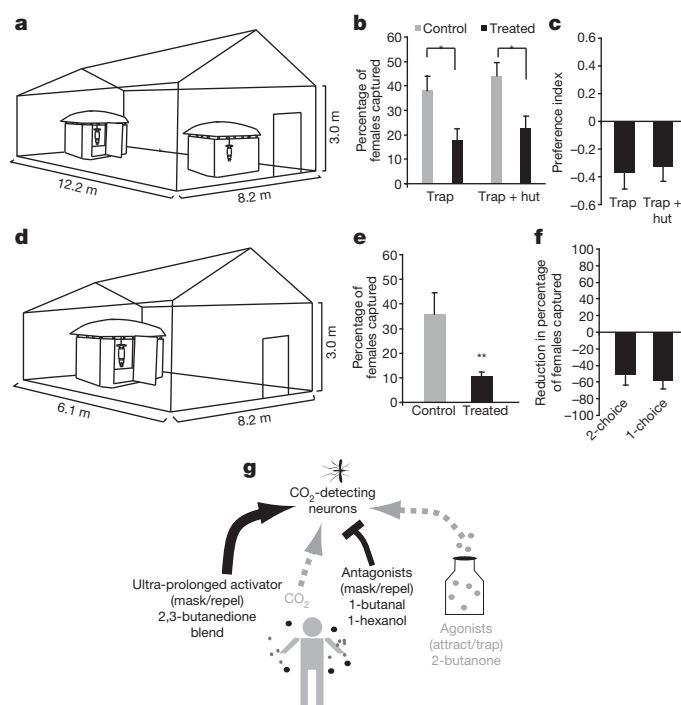 a
3.0 m
12.2 m
8.2 m
b
Control
Treated
Percentage of
females captured
60
50
40
30
20
10
0
*
*
Trap
Trap + hut
c
Preference index
0.6
0.4
0.2
0
−0.2
−0.4
−0.6
Trap
Trap +
hut
d
3.0 m
6.1 m
8.2 m
e
Percentage of
females captured
60
50
40
30
20
10
0
**
Control
Treated
f
Reduction in percentage
of females captured
100
80
60
40
20
0
−20
−40
−60
−80
−100
2-choice
1-choice
g
CO2-detecting
neurons
Ultra-prolonged activator
(mask/repel)
2,3-butanedione
blend
CO2
Antagonists
(mask/repel)
1-butanal
1-hexanol
Agonists
(attract/trap)
2-butanone